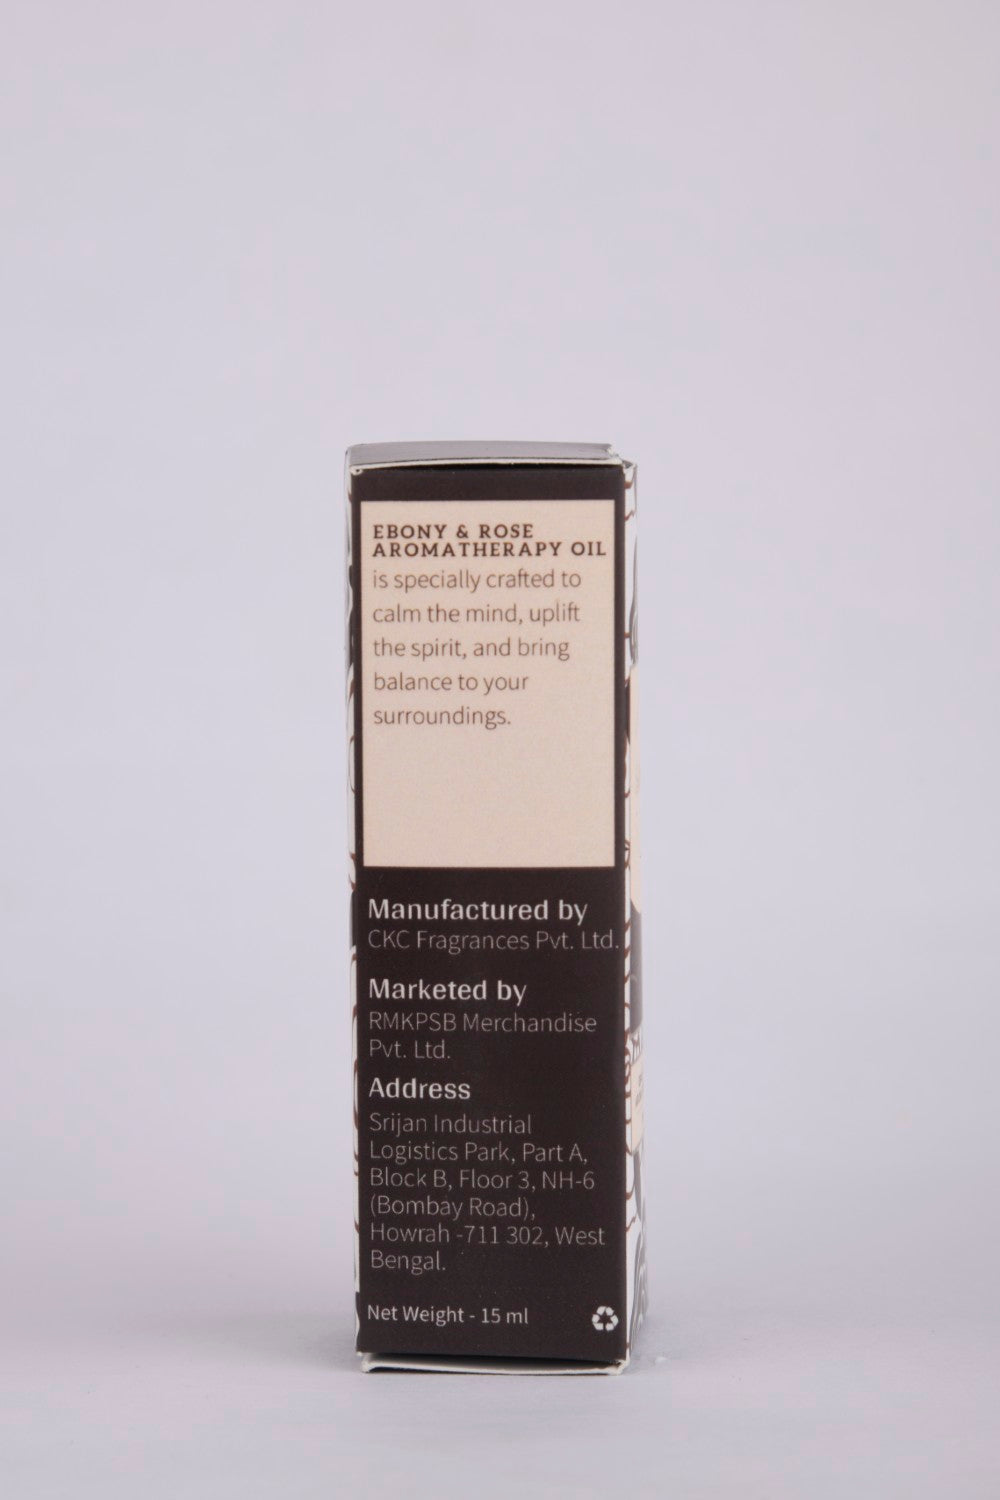 EBONY & ROSE
AROMATHERAPY OIL
is specially crafted to
calm the mind, uplift
the spirit, and bring
balance to your
surroundings.
Manufactured by
CKC Fragrances Pvt. Ltd.
Marketed by
RMKPSB Merchandise
Pvt. Ltd.
Address
Srijan Industrial
Logistics Park, Part A,
Block B, Floor 3, NH-6
(Bombay Road),
Howrah -711 302, West
Bengal.
Net Weight - 15 ml